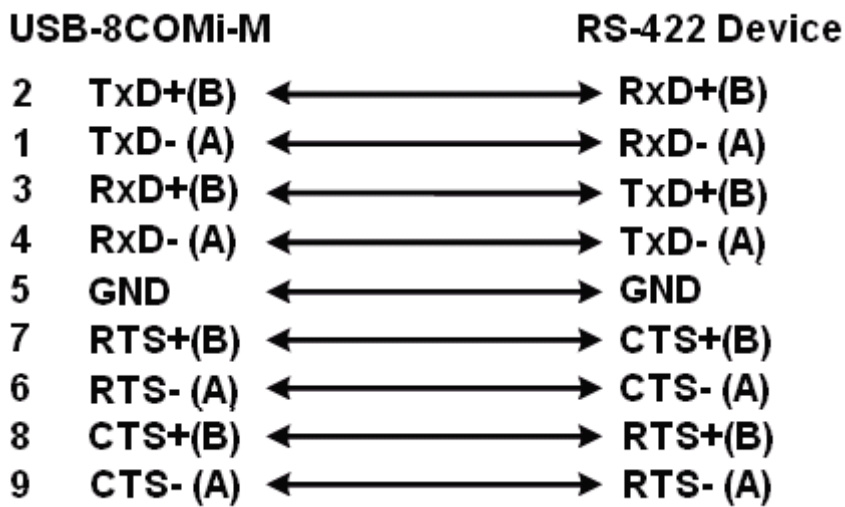 USB-8COMi-M RS-422 Device
2 TxD+(B) RxD+(B)
1 TxD- (A) RxD- (A)
3 RxD+(B) TxD+(B)
4 RxD- (A) TxD- (A)
5 GND GND
7 RTS+(B) CTS+(B)
6 RTS- (A) CTS- (A)
8 CTS+(B) RTS+(B)
9 CTS- (A) RTS- (A)